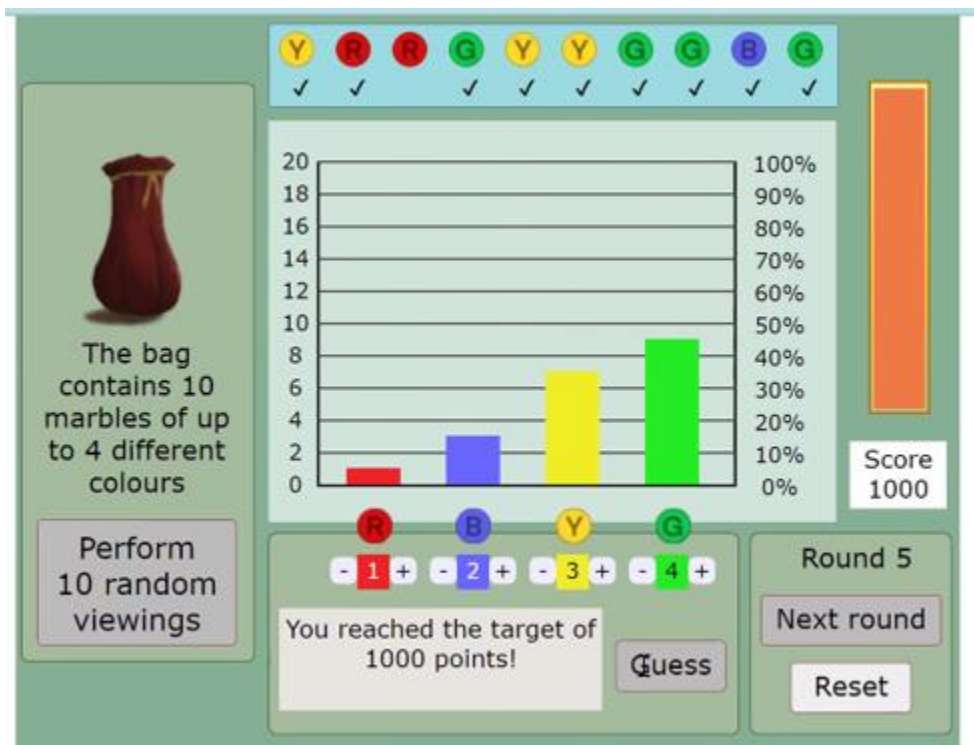 Y R R G Y Y G G B G
✓ ✓ ✓ ✓ ✓ ✓ ✓ ✓ ✓
The bag
contains 10
marbles of up
to 4 different
colours
Perform
10 random
viewings
20
18
16
14
12
10
8
6
4
2
0
100%
90%
80%
70%
60%
50%
40%
30%
20%
10%
0%
R B Y G
- 1 + - 2 + - 3 + - 4 +
You reached the target of
1000 points!
Guess
Score
1000
Round 5
Next round
Reset